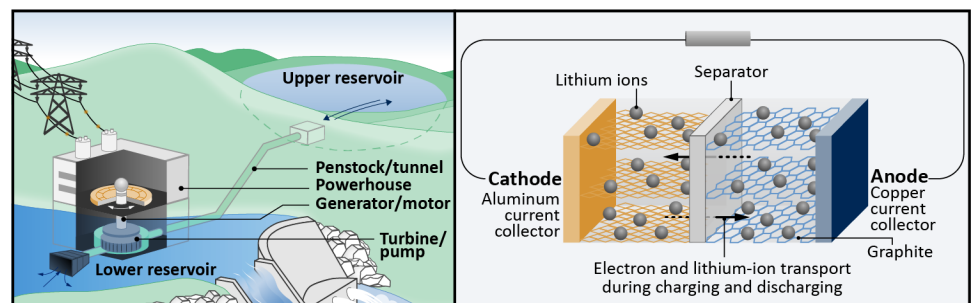 Upper reservoir
Penstock/tunnel
Powerhouse
Generator/motor
Turbine/
pump
Lower reservoir
Lithium ions
Separator
Cathode
Aluminum
current
collector
Anode
Copper
current
collector
Graphite
Electron and lithium-ion transport
during charging and discharging